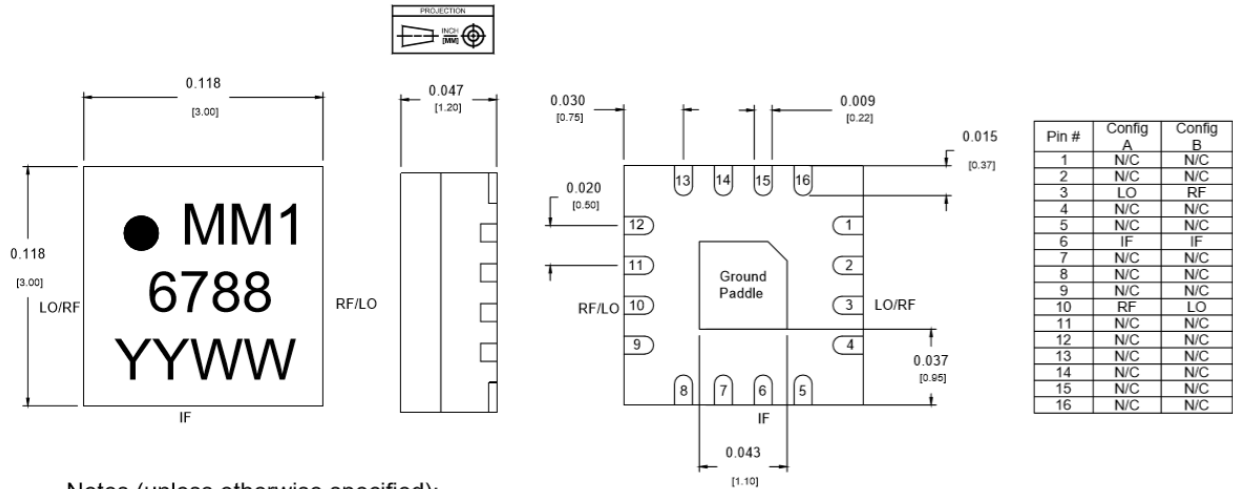 PROJECTION
INCH
[MM]
0.118
[3.00]
0.118
[3.00]
MM1
6788
YYWW
LO/RF
RF/LO
IF
0.047
[1.20]
0.030
[0.75]
0.009
[0.22]
0.015
[0.37]
0.020
[0.50]
13 14 15 16
12 1
11 2
10 3
9 4
8 7 6 5
Ground
Paddle
RF/LO
LO/RF
IF
0.037
[0.95]
0.043
[1.10]
Pin # Config A Config B
1 N/C N/C
2 N/C N/C
3 LO RF
4 N/C N/C
5 N/C N/C
6 IF IF
7 N/C N/C
8 N/C N/C
9 N/C N/C
10 RF LO
11 N/C N/C
12 N/C N/C
13 N/C N/C
14 N/C N/C
15 N/C N/C
16 N/C N/C
Notes (unless otherwise specified):